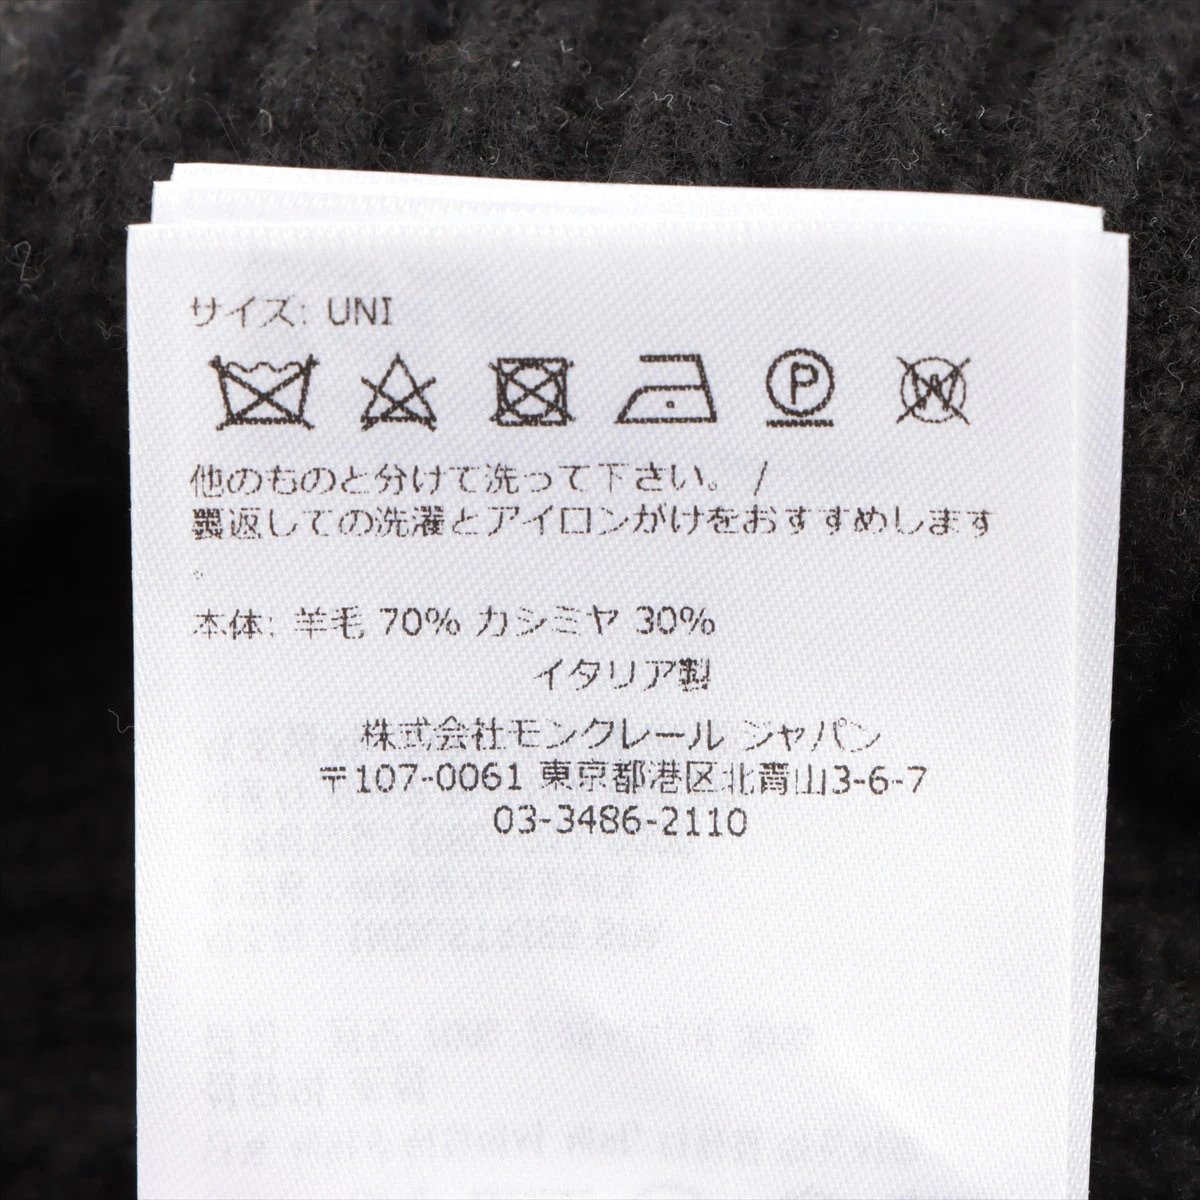 サイズ: UNI
P W
他のものと分けて洗って下さい。 /
裏返しての洗濯とアイロンがけをおすすめします
。
本体: 羊毛 70% カシミヤ 30%
イタリア製
株式会社モンクレール ジャパン
〒107-0061 東京都港区北青山3-6-7
03-3486-2110